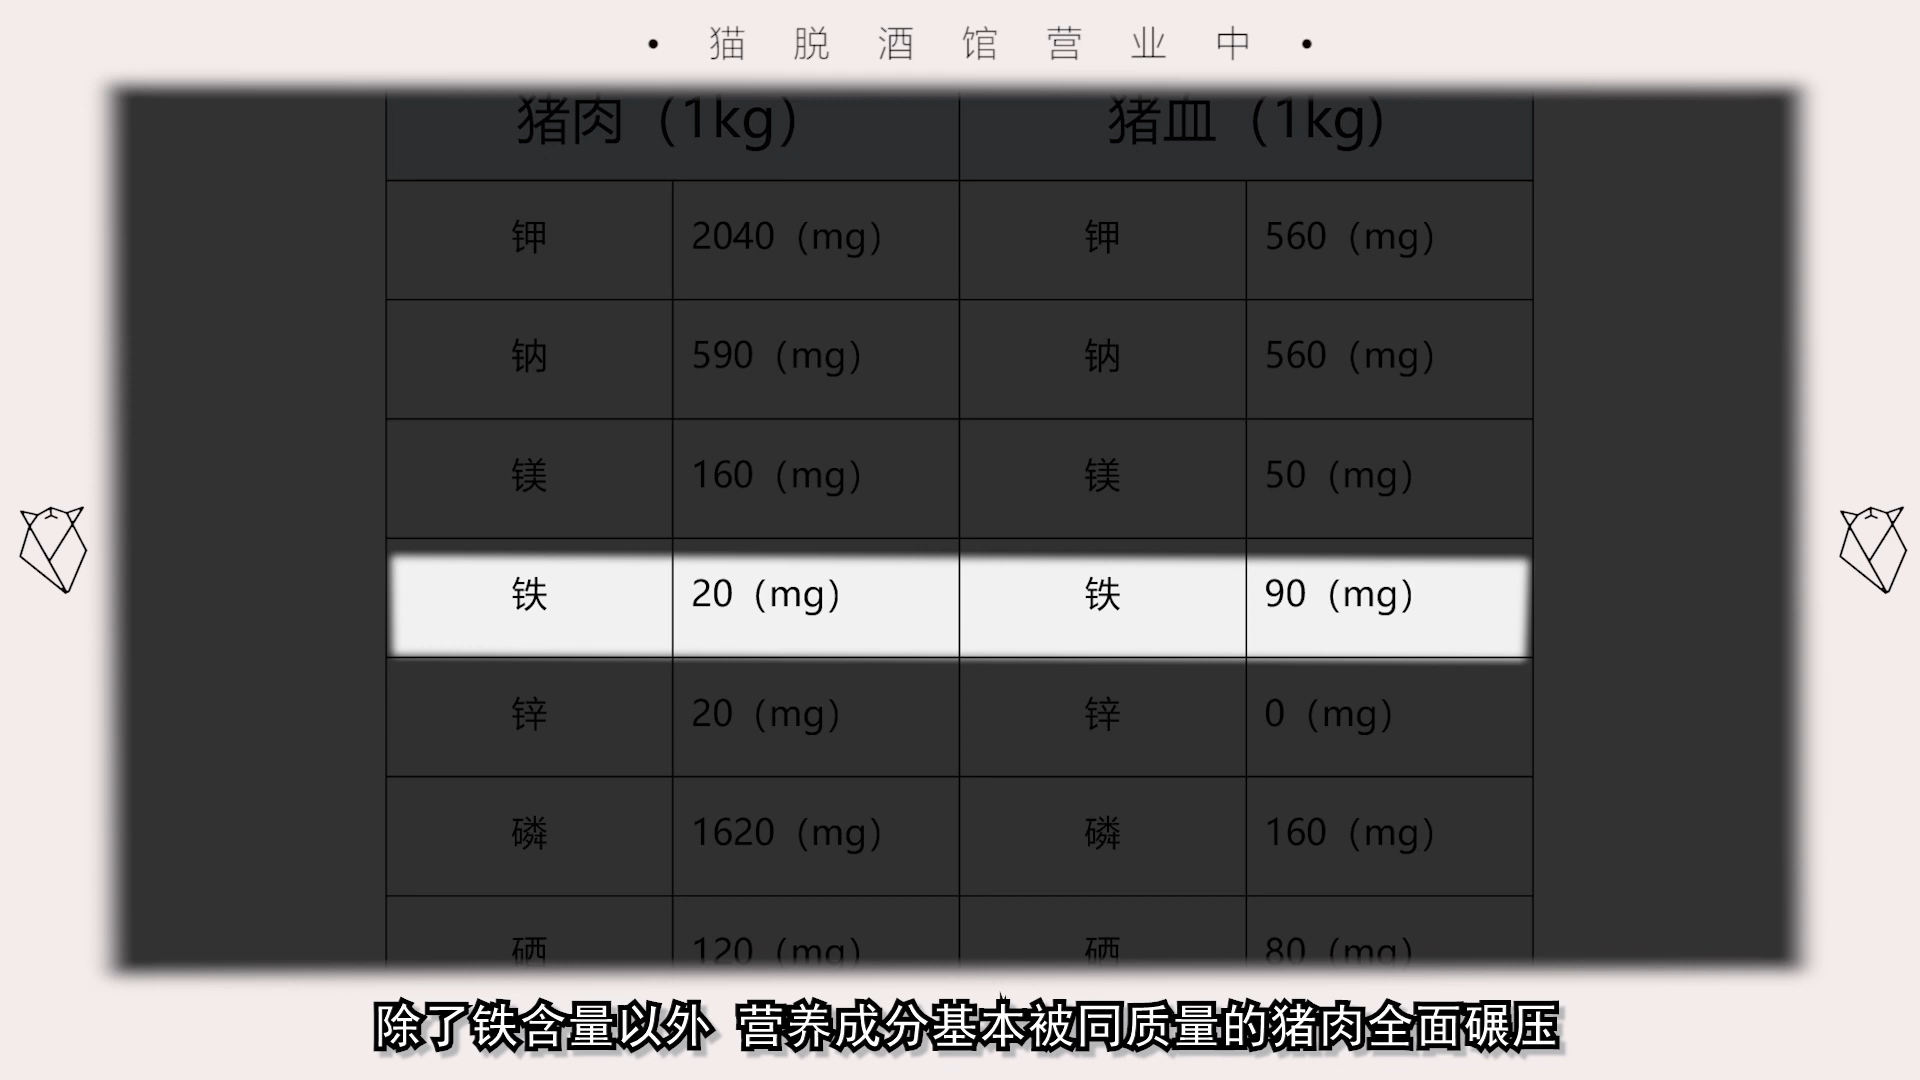 · 猫脱酒馆营业中 ·
猪肉（1kg） 猪血（1kg）
钾 2040（mg） 钾 560（mg）
钠 590（mg） 钠 560（mg）
镁 160（mg） 镁 50（mg）
铁 20（mg） 铁 90（mg）
锌 20（mg） 锌 0（mg）
磷 1620（mg） 磷 160（mg）
硒 120（mg） 硒 80（mg）
除了铁含量以外 营养成分基本被同质量的猪肉全面碾压